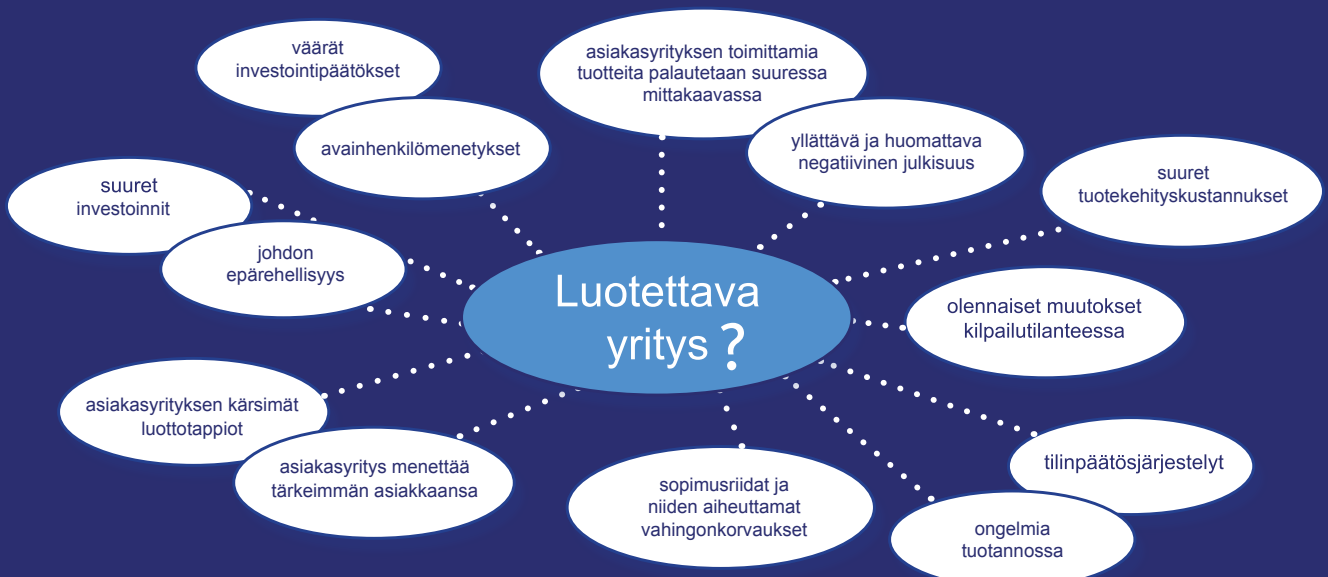 väärät
investointipäätökset
asiakasyrityksen toimittamia
tuotteita palautetaan suuressa
mittakaavassa
avainhenkilömenetykset
yllättävä ja huomattava
negatiivinen julkisuus
suuret
tuotekehityskustannukset
suuret
investoinnit
johdon
epärehellisyys
Luotettava
yritys ?
olennaiset muutokset
kilpailutilanteessa
asiakasyrityksen kärsimät
luottotappiot
asiakasyritys menettää
tärkeimmän asiakkaansa
sopimusriidat ja
niiden aiheuttamat
vahingonkorvaukset
tilinpäätösjärjestelyt
ongelmia
tuotannossa